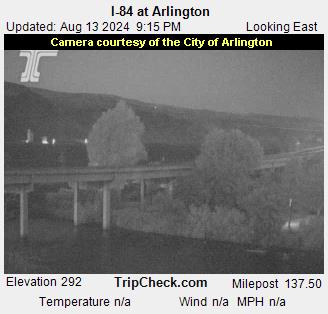 I-84 at Arlington
Updated: Aug 13 2024 9:15 PM Looking East
Camera courtesy of the City of Arlington
Elevation 292 TripCheck.com Milepost 137.50
Temperature n/a Wind n/a MPH n/a